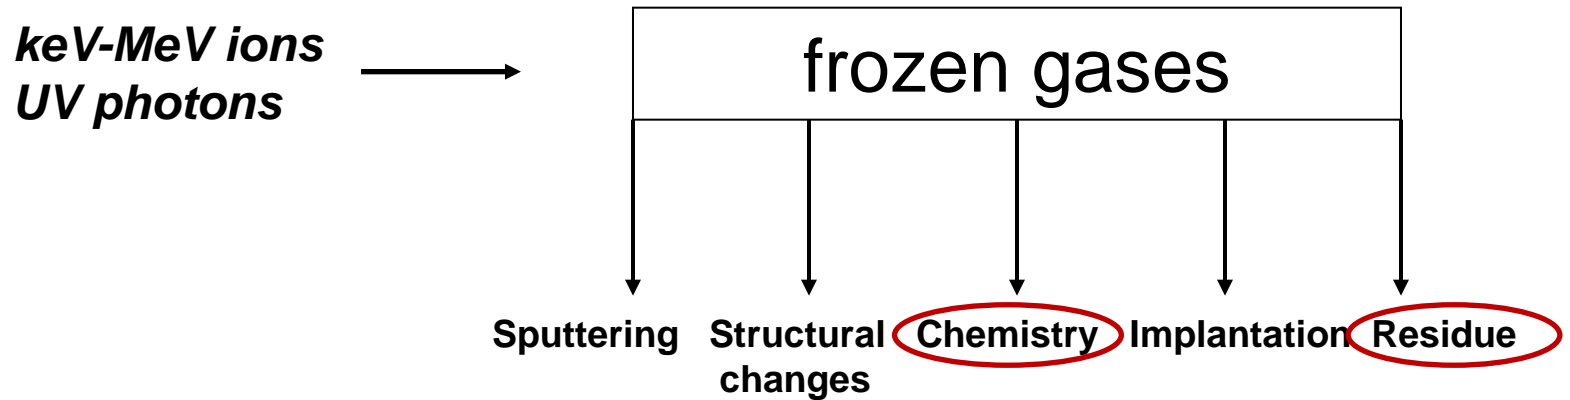 keV-MeV ions
UV photons
frozen gases
Sputtering
Structural
changes
Chemistry
Implantation
Residue